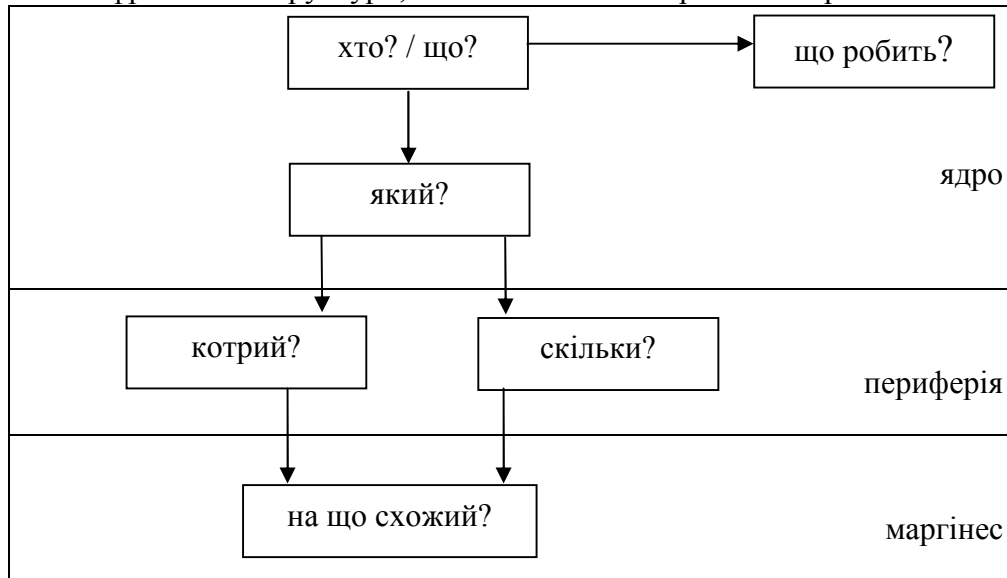 хто? / що?
що робить?
який?
ядро
котрий?
скільки?
периферія
на що схожий?
маргінес